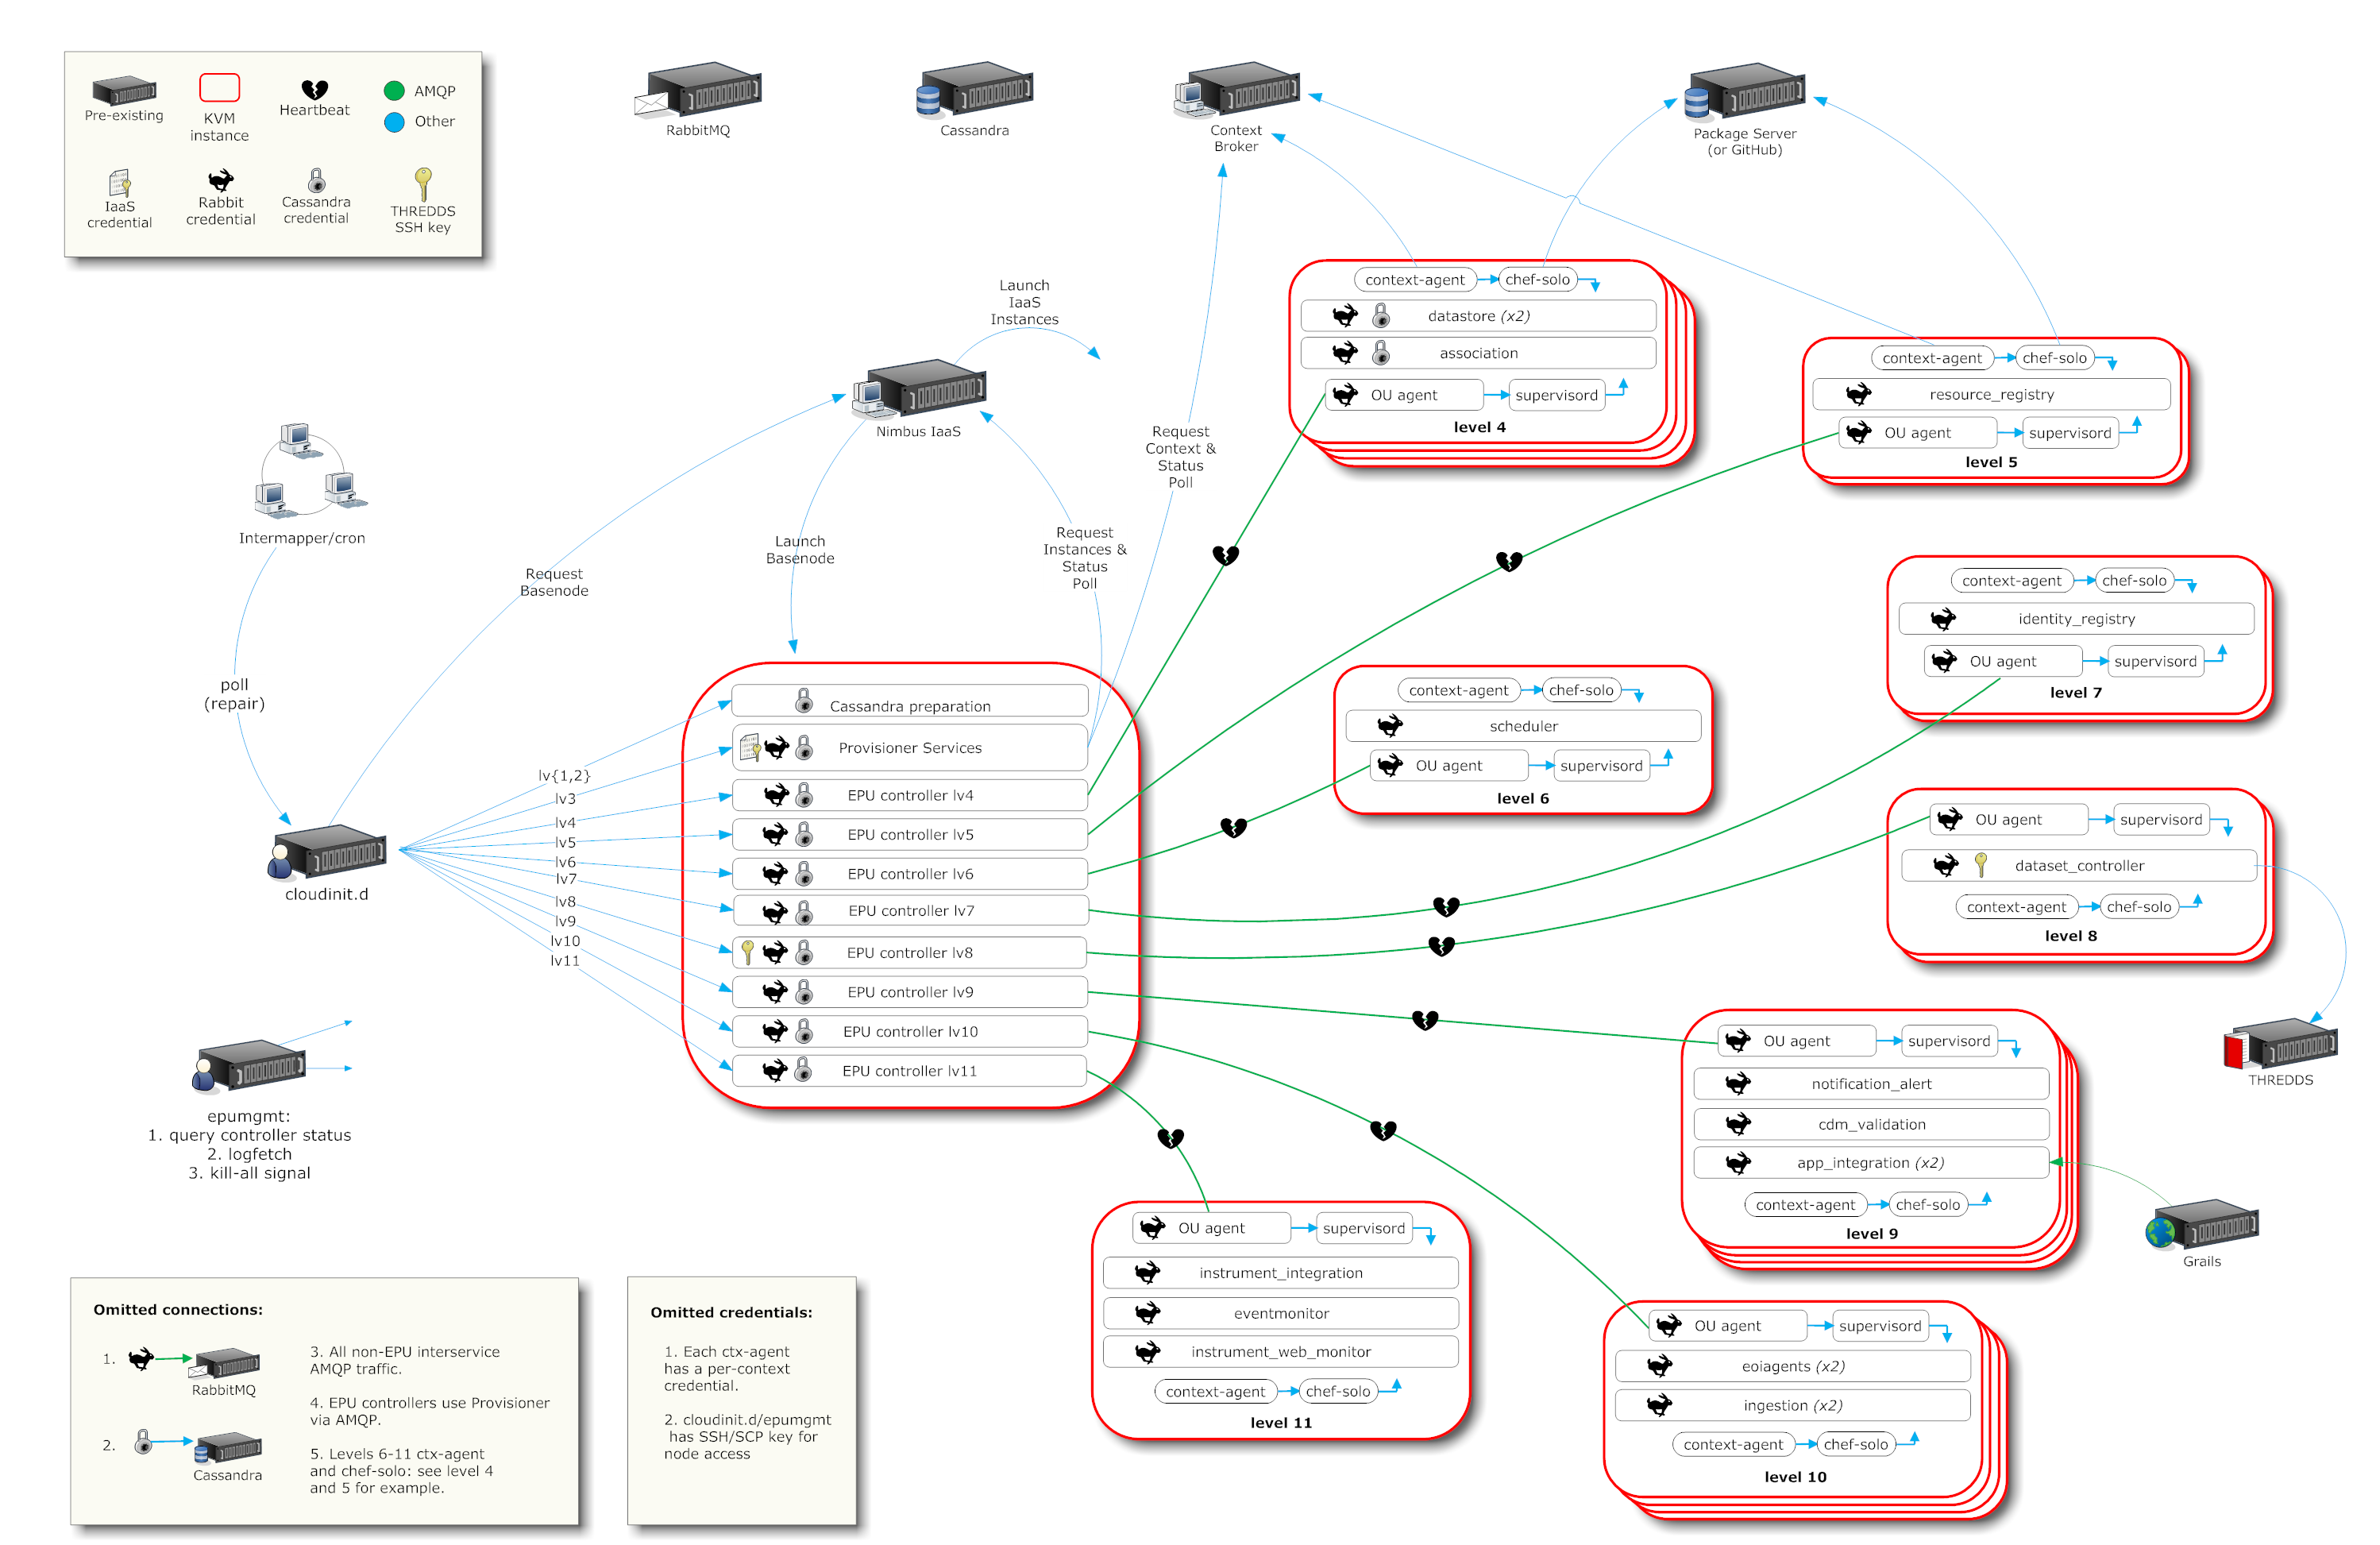 Pre-existing
KVM
instance
Heartbeat
AMQP
Other
IaaS
credential
Rabbit
credential
Cassandra
credential
THREDDS
SSH key
RabbitMQ
Cassandra
Context
Broker
Package Server
(or GitHub)
Launch
IaaS
Instances
Nimbus IaaS
Request
Context &
Status
Poll
context-agent
chef-solo
datastore (x2)
association
OU agent
supervisord
level 4
context-agent
chef-solo
resource_registry
OU agent
supervisord
level 5
Intermapper/cron
Request
Basenode
Launch
Basenode
Request
Instances &
Status
Poll
poll
(repair)
cloudinit.d
lv{1,2}
lv3
lv4
lv5
lv6
lv7
lv8
lv9
lv10
lv11
Cassandra preparation
Provisioner Services
EPU controller lv4
EPU controller lv5
EPU controller lv6
EPU controller lv7
EPU controller lv8
EPU controller lv9
EPU controller lv10
EPU controller lv11
context-agent
chef-solo
scheduler
OU agent
supervisord
level 6
context-agent
chef-solo
identity_registry
OU agent
supervisord
level 7
OU agent
supervisord
dataset_controller
context-agent
chef-solo
level 8
THREDDS
OU agent
supervisord
notification_alert
cdm_validation
app_integration (x2)
context-agent
chef-solo
level 9
Grails
epumgmt:
1. query controller status
2. logfetch
3. kill-all signal
OU agent
supervisord
instrument_integration
eventmonitor
instrument_web_monitor
context-agent
chef-solo
level 11
OU agent
supervisord
eoiagents (x2)
ingestion (x2)
context-agent
chef-solo
level 10
Omitted connections:
1.
RabbitMQ
2.
Cassandra
3. All non-EPU interservice
AMQP traffic.
4. EPU controllers use Provisioner
via AMQP.
5. Levels 6-11 ctx-agent
and chef-solo: see level 4
and 5 for example.
Omitted credentials:
1. Each ctx-agent
has a per-context
credential.
2. cloudinit.d/epumgmt
has SSH/SCP key for
node access